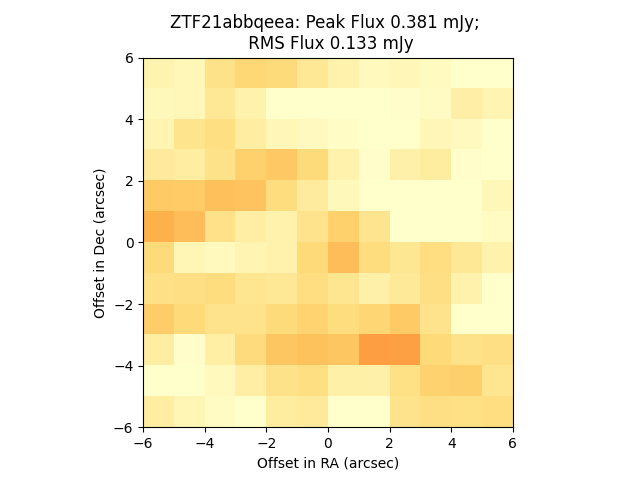 ZTF21abbqeea: Peak Flux 0.381 mJy;
RMS Flux 0.133 mJy
6
4
2
0
−2
−4
−6
Offset in Dec (arcsec)
−6 −4 −2 0 2 4 6
Offset in RA (arcsec)